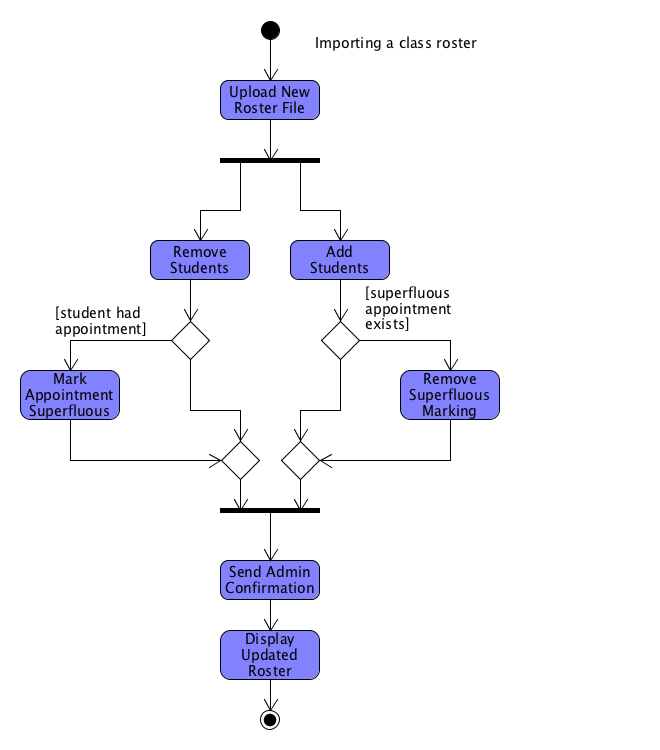 Importing a class roster
Upload New
Roster File
Remove
Students
Add
Students
[student had
appointment]
[superfluous
appointment
exists]
Mark
Appointment
Superfluous
Remove
Superfluous
Marking
Send Admin
Confirmation
Display
Updated
Roster